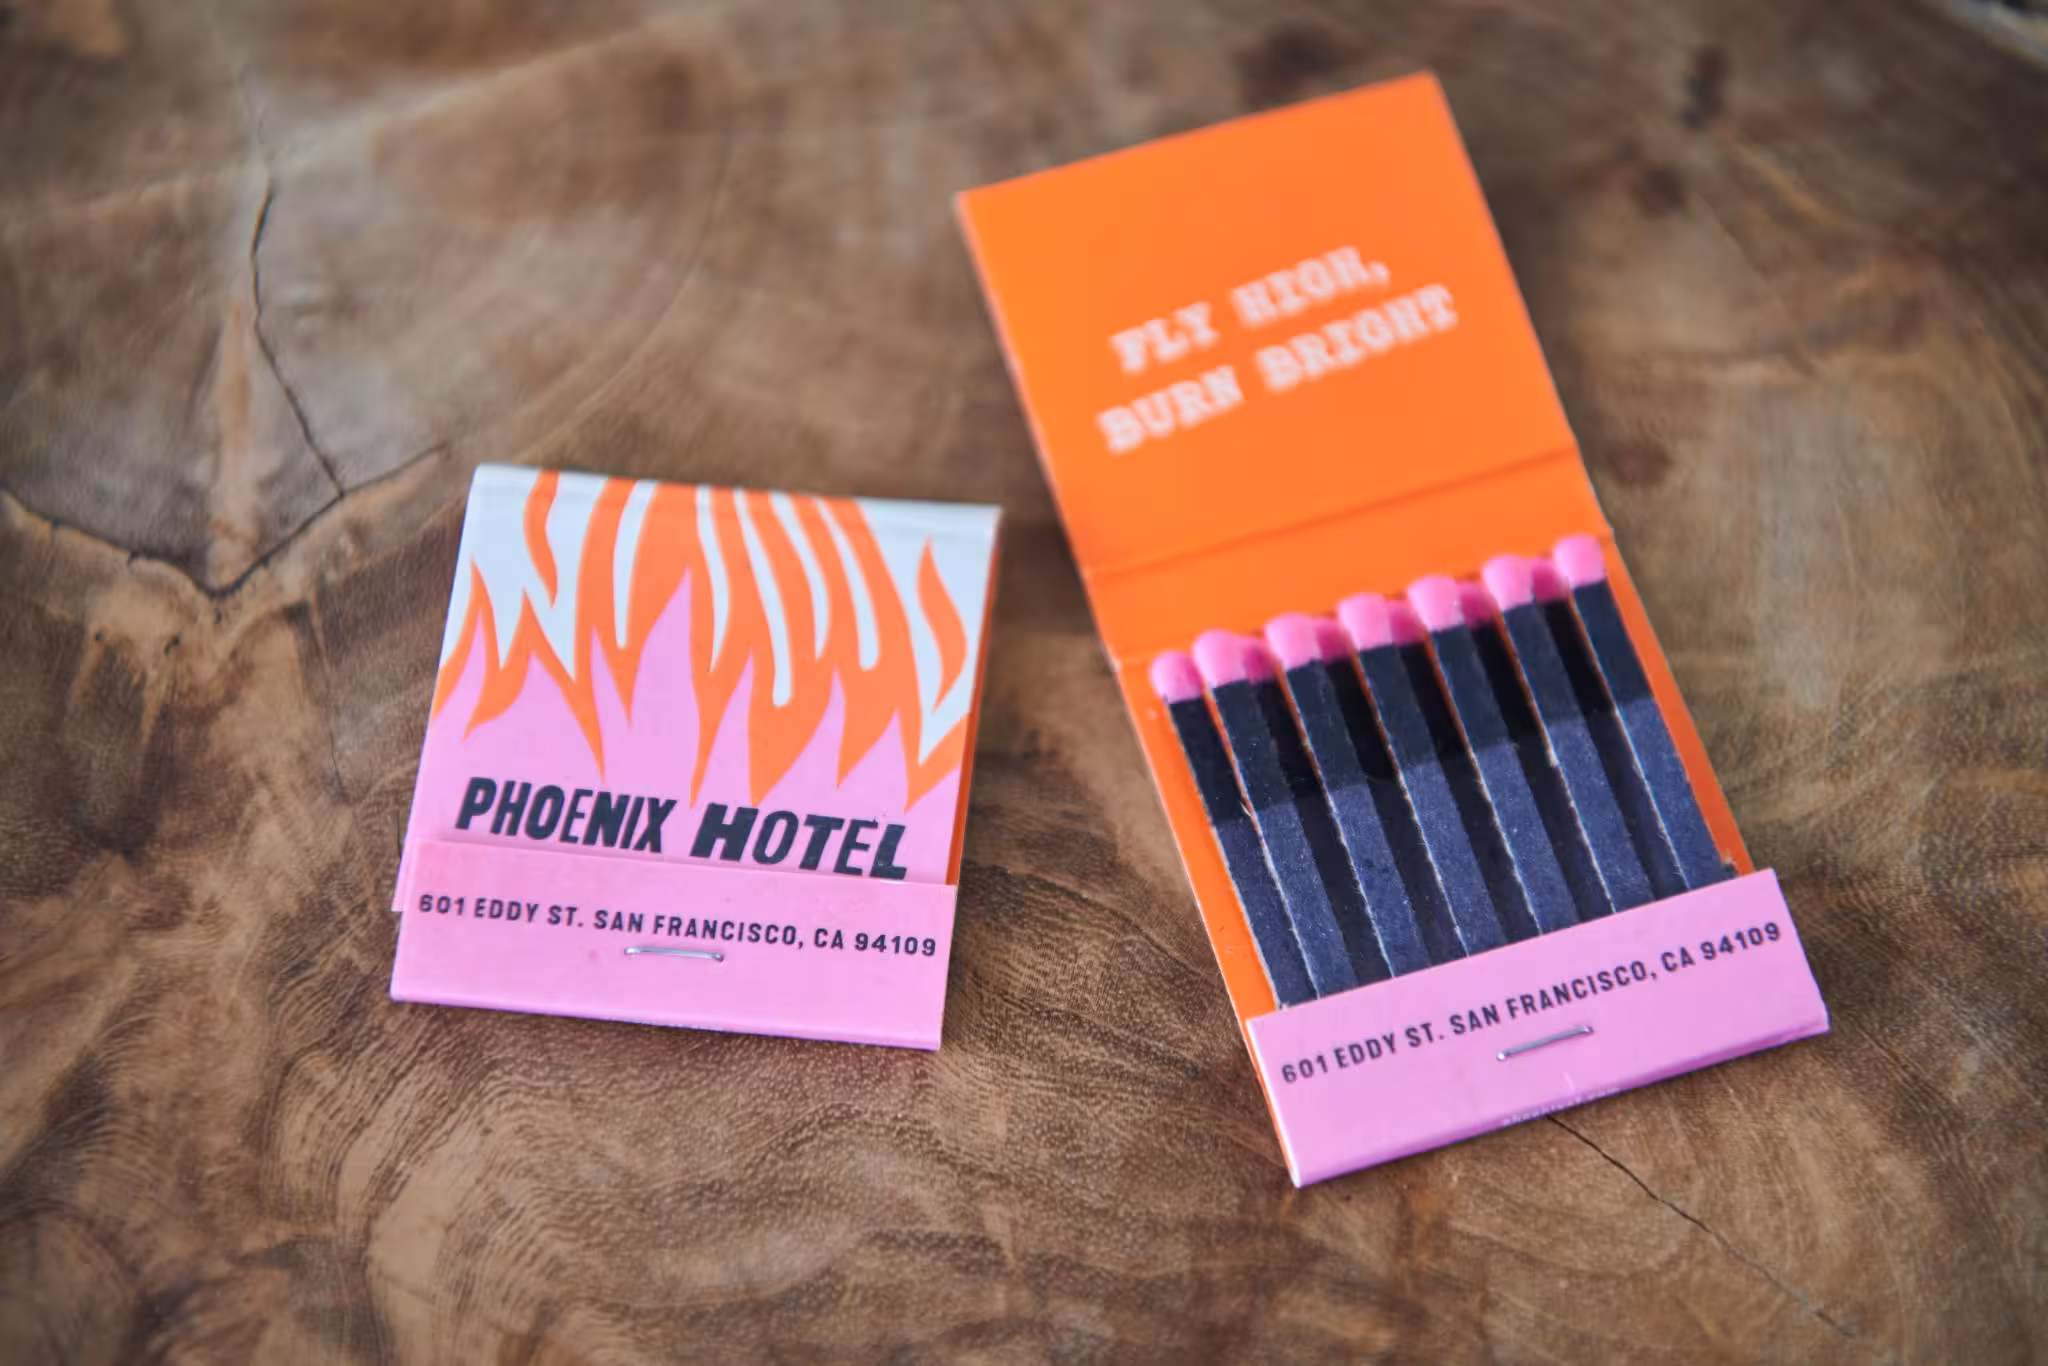 PHOENIX HOTEL
601 EDDY ST. SAN FRANCISCO, CA 94109
FLY HIGH,
BURN BRIGHT
601 EDDY ST. SAN FRANCISCO, CA 94109